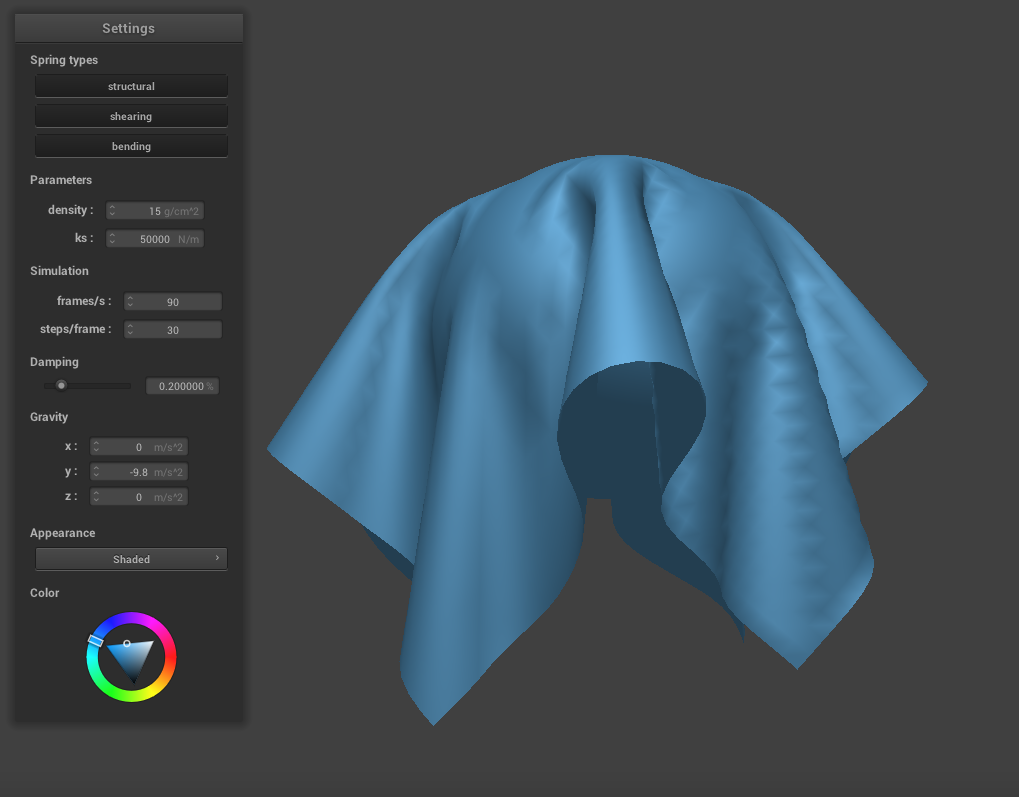 Settings
Spring types
structural
shearing
bending
Parameters
density : 15 g/cm^2
ks : 50000 N/m
Simulation
frames/s : 90
steps/frame : 30
Damping
0.200000 %
Gravity
x : 0 m/s^2
y : -9.8 m/s^2
z : 0 m/s^2
Appearance
Shaded
Color